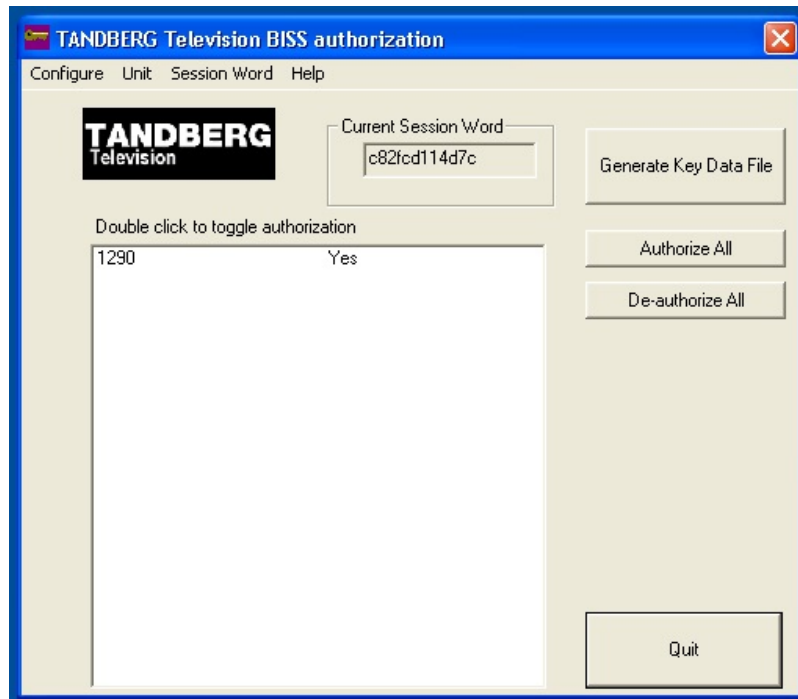 TANDBERG Television BISS authorization
Configure Unit Session Word Help
TANDBERG
Television
Current Session Word
c82fcd114d7c
Generate Key Data File
Double click to toggle authorization
1290 Yes
Authorize All
De-authorize All
Quit